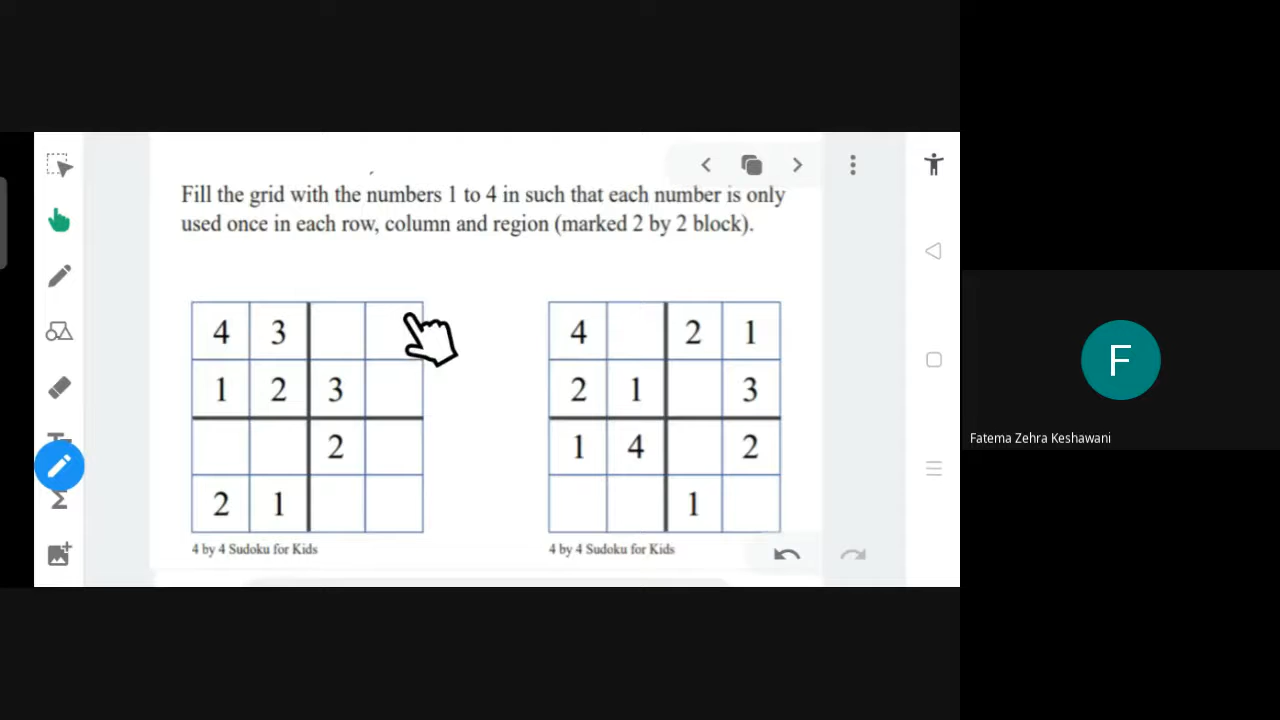 Fill the grid with the numbers 1 to 4 in such that each number is only
used once in each row, column and region (marked 2 by 2 block).
4 3
1 2 3
2
2 1
4 by 4 Sudoku for Kids
4 2 1
2 1 3
1 4 2
1
4 by 4 Sudoku for Kids
F
Fatema Zehra Keshawani